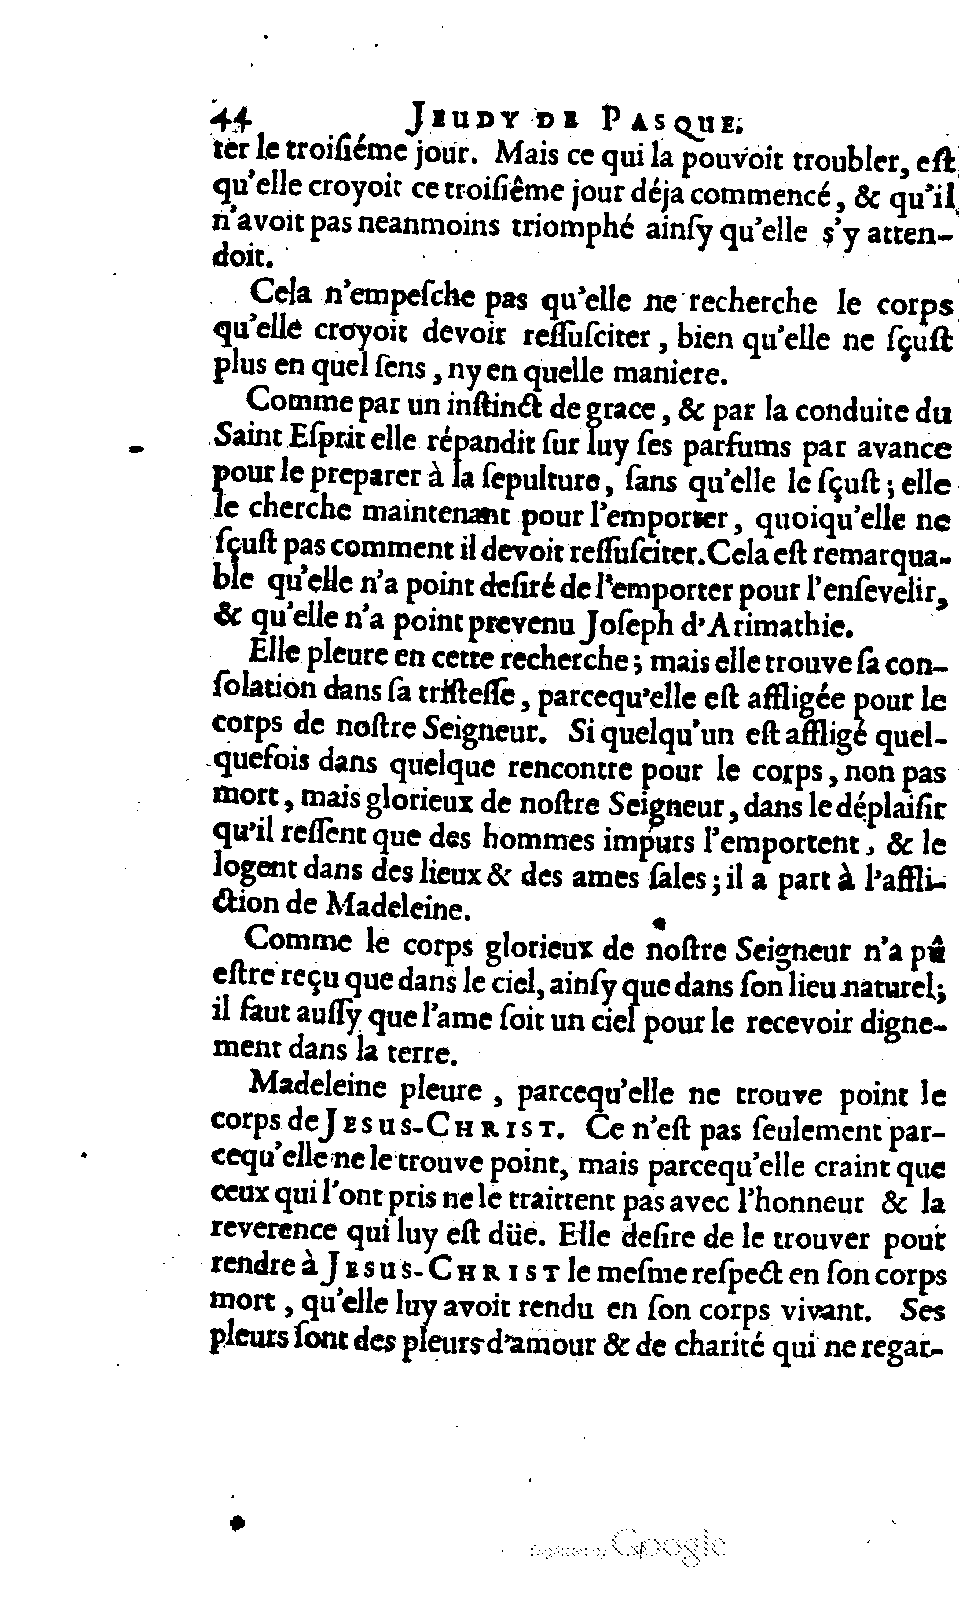 44 JEUDY DE PASQUE.
ter le troiſiéme jour. Mais ce qui la pouvoit troubler, eſt
qu'elle croyoit ce troiſiême jour déja commencé, & qu'il
n'avoit pas neanmoins triomphé ainſy qu'elle s'y atten-
doit.
Cela n'empeſche pas qu'elle ne recherche le corps
qu'elle croyoit devoir reſſuſciter, bien qu'elle ne ſçuſt
plus en quel ſens, ny en quelle maniere.
Comme par un inſtinct de grace, & par la conduite du
Saint Eſprit elle répandit ſur luy ſes parfums par avance
pour le preparer à la ſepulture, ſans qu'elle le ſçuſt; elle
le cherche maintenant pour l'emporter, quoiqu'elle ne
ſçuſt pas comment il devoit reſſuſciter. Cela eſt remarqua-
ble qu'elle n'a point deſiré de l'emporter pour l'enſevelir,
& qu'elle n'a point prevenu Joſeph d'Arimathie.
Elle pleure en cette recherche; mais elle trouve ſa con-
ſolation dans ſa triſteſſe, parcequ'elle eſt affligée pour le
corps de noſtre Seigneur. Si quelqu'un eſt affligé quel-
quefois dans quelque rencontre pour le corps, non pas
mort, mais glorieux de noſtre Seigneur, dans le déplaiſir
qu'il reſſent que des hommes impurs l'emportent, & le
logent dans des lieux & des ames ſales; il a part à l'affli-
ction de Madeleine.
Comme le corps glorieux de noſtre Seigneur n'a pû
eſtre reçu que dans le ciel, ainſy que dans ſon lieu naturel;
il faut auſſy que l'ame ſoit un ciel pour le recevoir digne-
ment dans la terre.
Madeleine pleure, parcequ'elle ne trouve point le
corps de JESUS-CHRIST. Ce n'eſt pas ſeulement par-
cequ'elle ne le trouve point, mais parcequ'elle craint que
ceux qui l'ont pris ne le traittent pas avec l'honneur & la
reverence qui luy eſt düe. Elle deſire de le trouver pour
rendre à JESUS-CHRIST le meſme reſpect en ſon corps
mort, qu'elle luy avoit rendu en ſon corps vivant. Ses
pleurs ſont des pleurs d'amour & de charité qui ne regar-
Digitized by Google